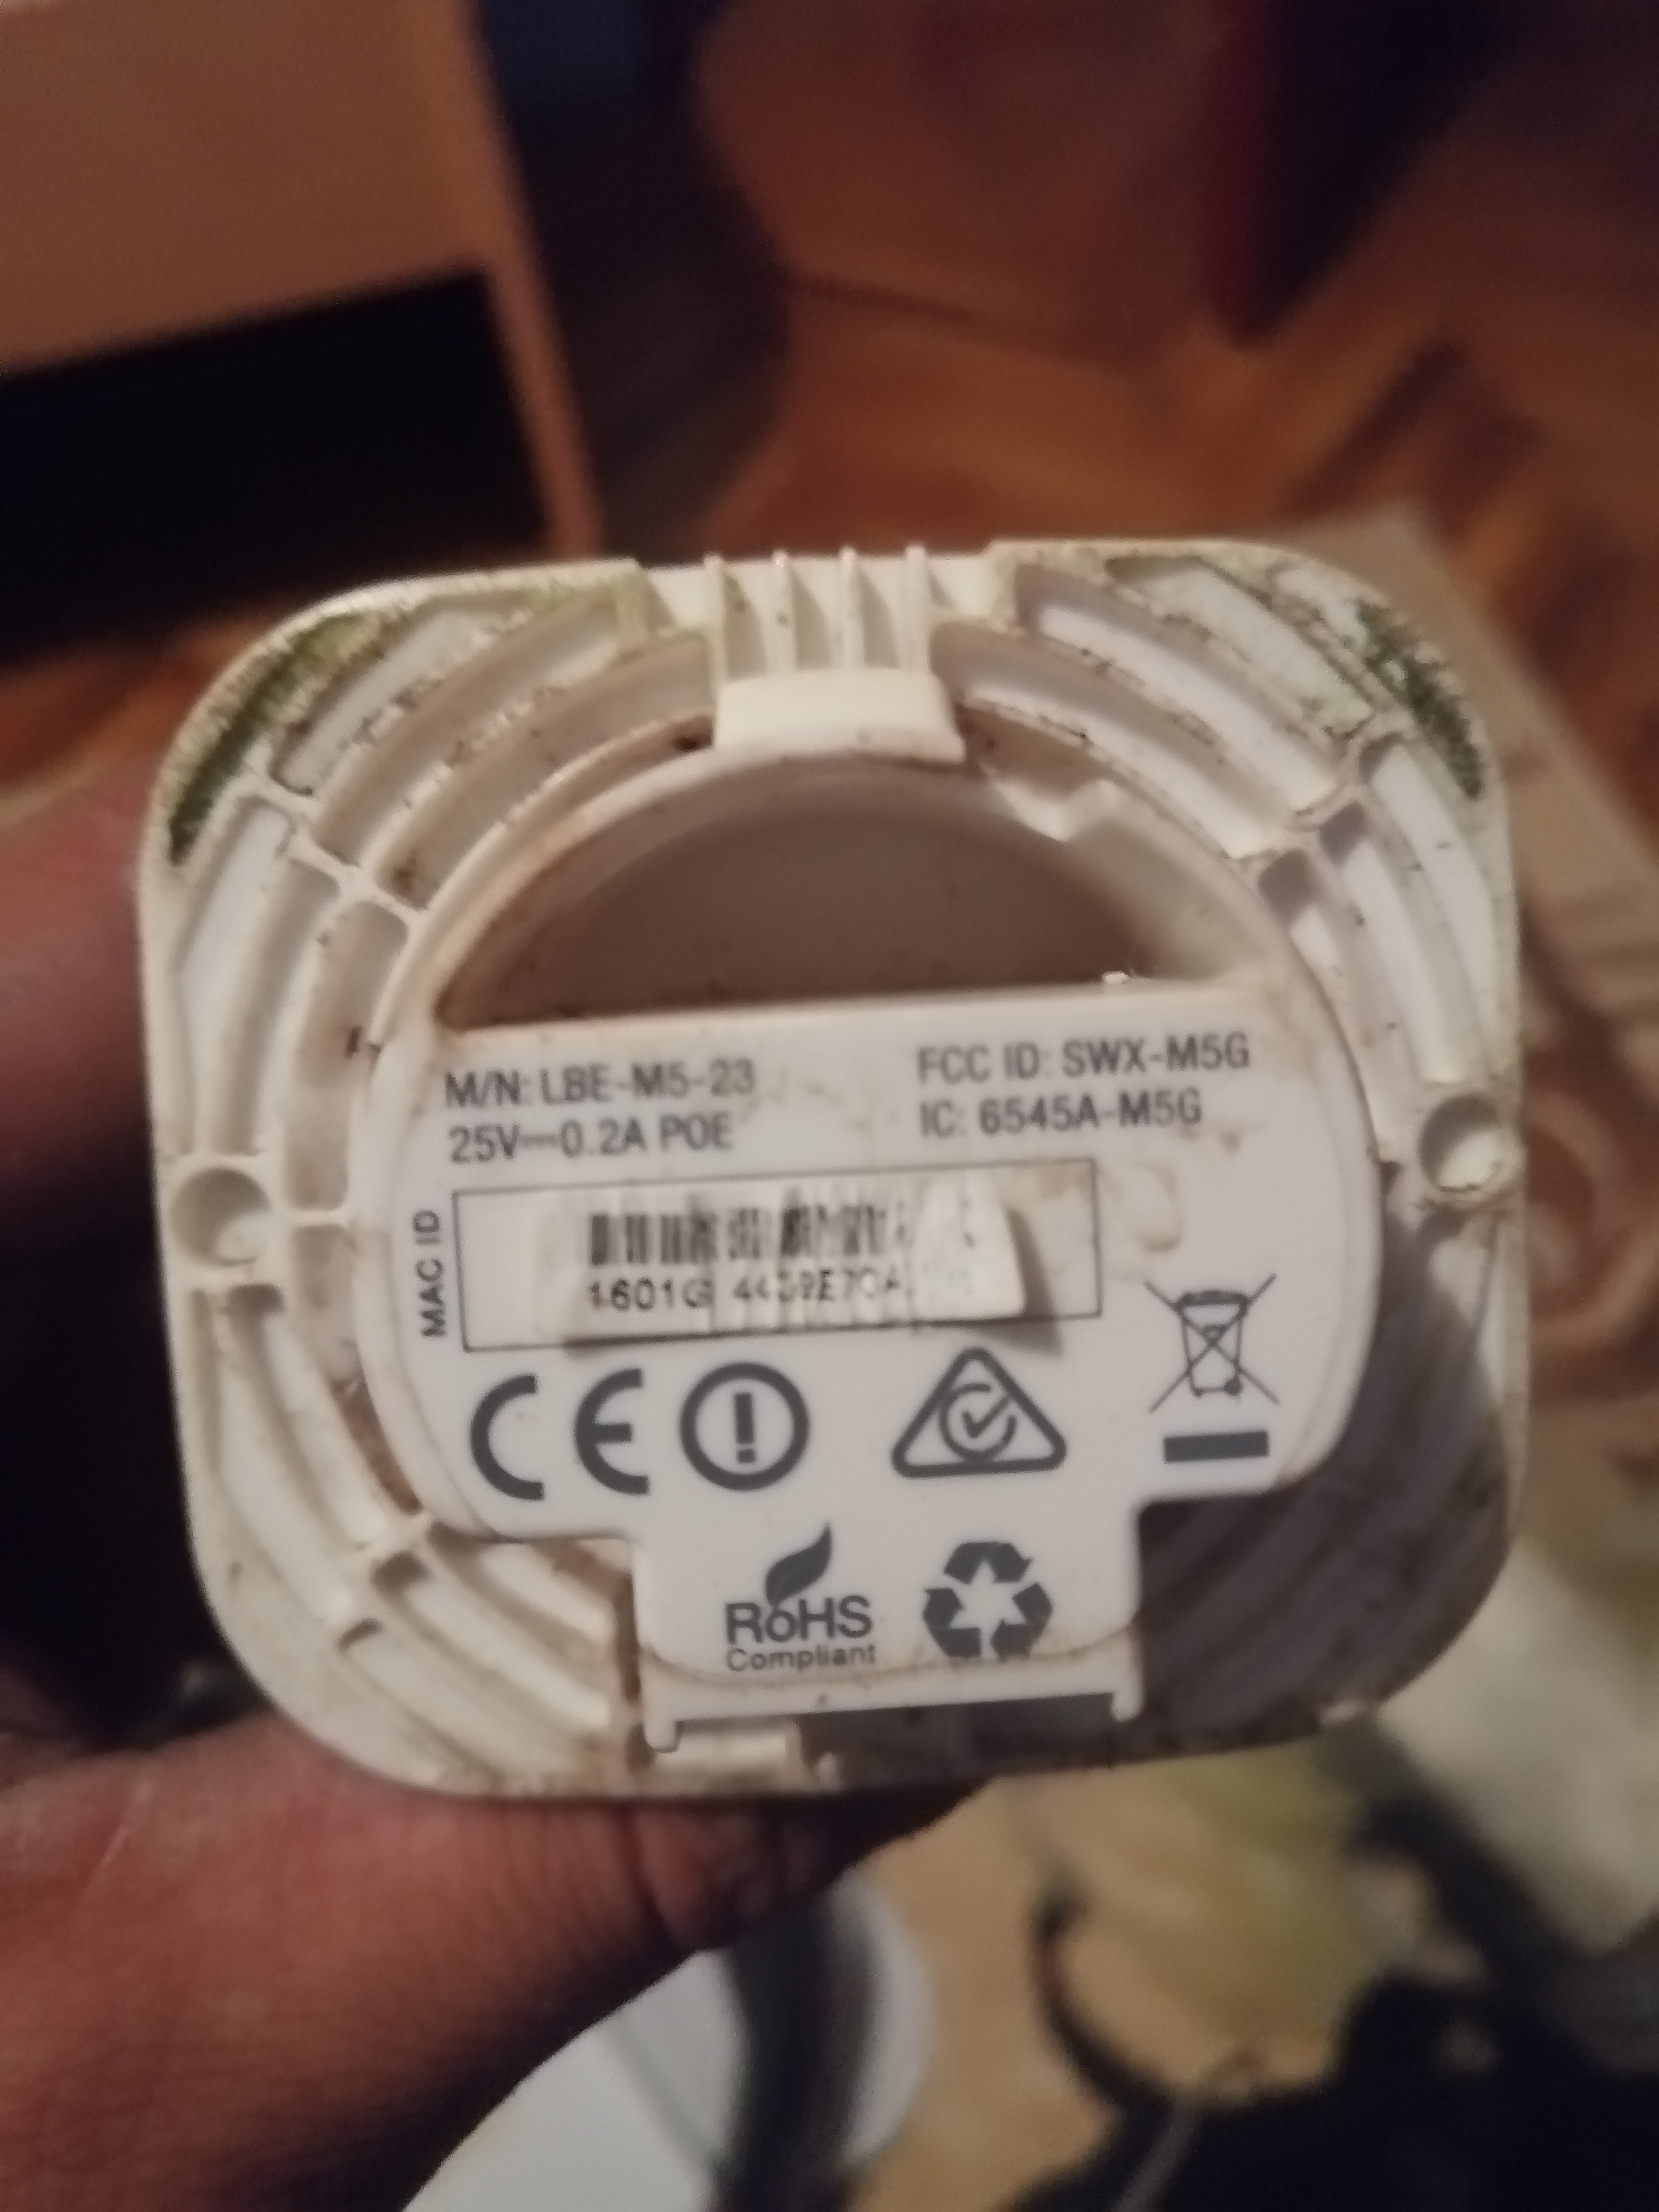 M/N: LBE-M5-23
25V⎓0.2A POE
FCC ID: SWX-M5G
IC: 6545A-M5G
MAC ID
1601G
CE
RoHS
Compliant